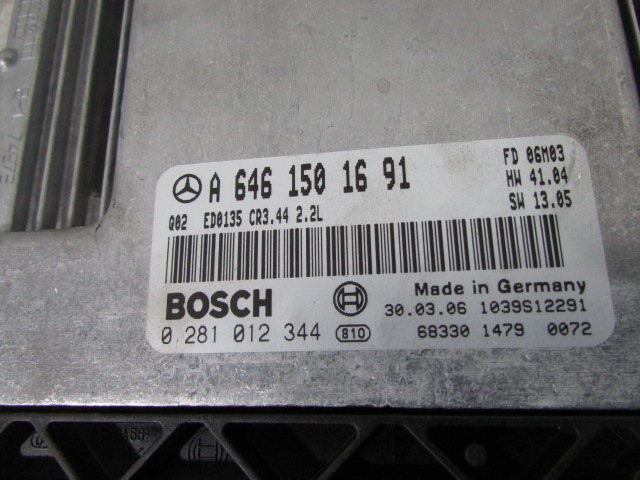 A 646 150 16 91
FD 06M03
HW 41.04
SW 13.05
Q02 ED0135 CR3.44 2.2L
BOSCH
Made in Germany
30.03.06 1039S12291
0 281 012 344 810
68330 1479 0072